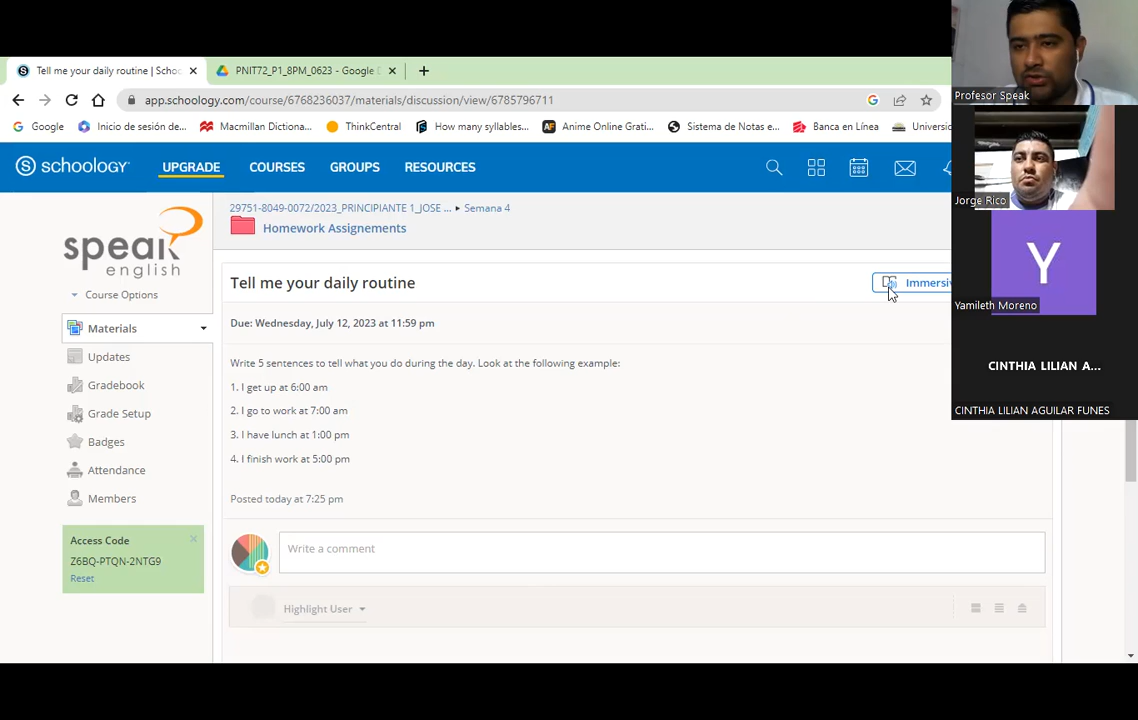 Tell me your daily routine | Schoo
PNIT72_P1_8PM_0623 - Google
app.schoology.com/course/6768236037/materials/discussion/view/6785796711
Google
Inicio de sesión de...
Macmillan Dictiona...
ThinkCentral
How many syllables...
Anime Online Grati...
Sistema de Notas e...
Banca en Línea
Universid
schoology
UPGRADE
COURSES
GROUPS
RESOURCES
29751-8049-0072/2023_PRINCIPIANTE 1_JOSE ... ▸ Semana 4
Homework Assignements
speak
english
Course Options
Materials
Updates
Gradebook
Grade Setup
Badges
Attendance
Members
Access Code
Z6BQ-PTQN-2NTG9
Reset
Tell me your daily routine
Immersi
Due: Wednesday, July 12, 2023 at 11:59 pm
Write 5 sentences to tell what you do during the day. Look at the following example:
1. I get up at 6:00 am
2. I go to work at 7:00 am
3. I have lunch at 1:00 pm
4. I finish work at 5:00 pm
Posted today at 7:25 pm
Write a comment
Highlight User
Profesor Speak
Jorge Rico
Y
Yamileth Moreno
CINTHIA LILIAN A...
CINTHIA LILIAN AGUILAR FUNES